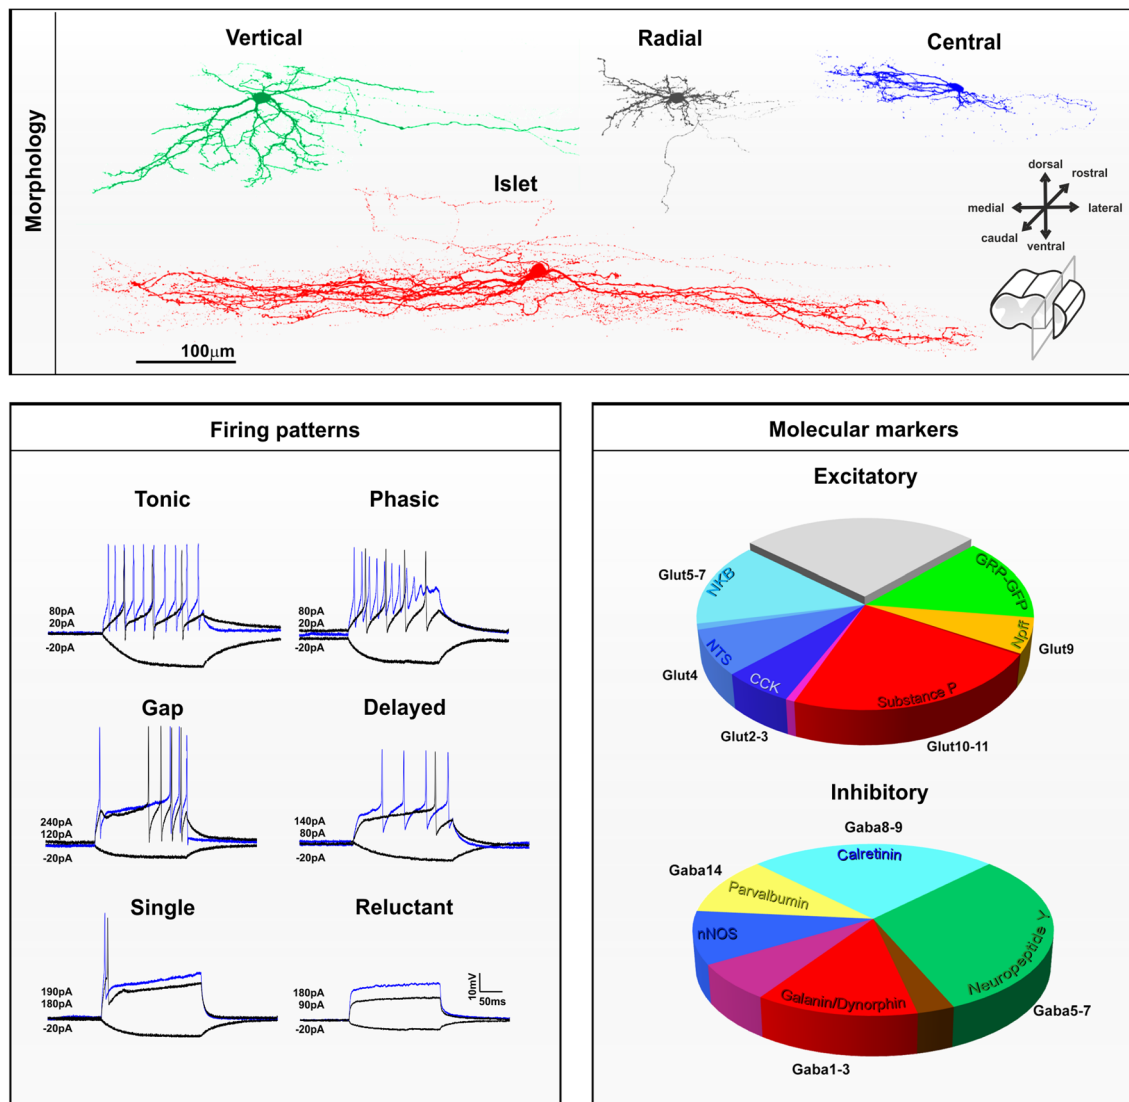 Morphology
Vertical
Radial
Central
Islet
dorsal
rostral
medial
lateral
caudal
ventral
100μm
Firing patterns
Tonic
80pA
20pA
-20pA
Phasic
80pA
20pA
-20pA
Gap
240pA
120pA
-20pA
Delayed
140pA
80pA
-20pA
Single
190pA
180pA
-20pA
Reluctant
180pA
90pA
-20pA
10mV
50ms
Molecular markers
Excitatory
Glut5-7
NKB
GRP-GFP
Npff
Glut9
NTS
Glut4
CCK
Substance P
Glut2-3
Glut10-11
Inhibitory
Gaba8-9
Calretinin
Gaba14
Parvalbumin
nNOS
Neuropeptide Y
Galanin/Dynorphin
Gaba5-7
Gaba1-3